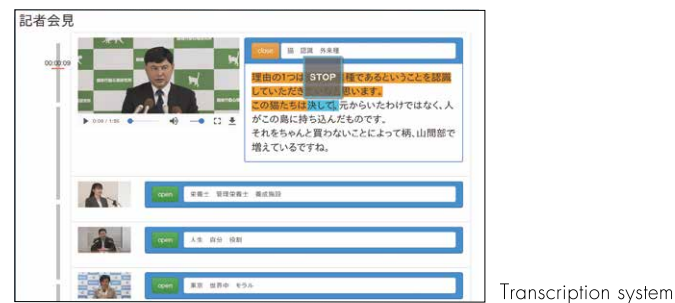 記者会見
00:00:09
close 猫 認識 外来種
理由の1つは STOP 種であるということを認識
していただき 思います。
この猫たちは決して、元からいたわけではなく、人
がこの島に持ち込んだものです。
それをちゃんと買わないことによって柄、山間部で
増えているですね。
0:09 / 1:55
open 栄養士 管理栄養士 養成施設
open 人生 自分 役割
open 東京 世界中 モラル
Transcription system